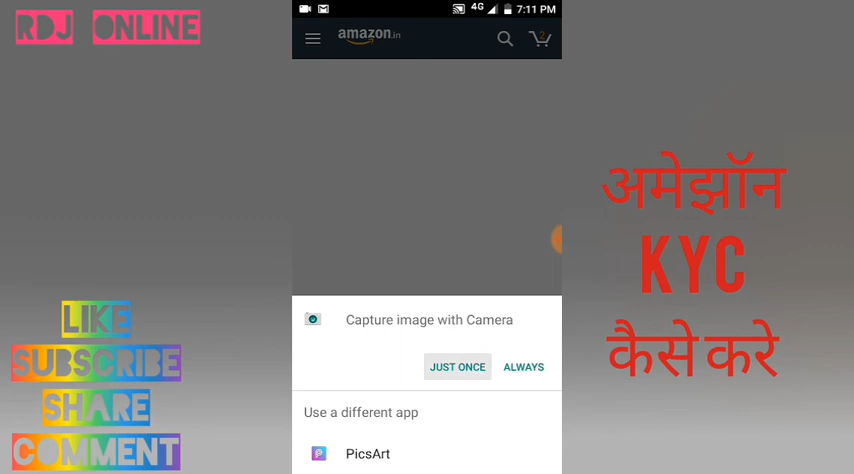 RDJ ONLINE
4G 7:11 PM
amazon.in
2
Capture image with Camera
JUST ONCE ALWAYS
Use a different app
PicsArt
अमेझॉन
KYC
कैसे करे
LIKE
SUBSCRIBE
SHARE
COMMENT